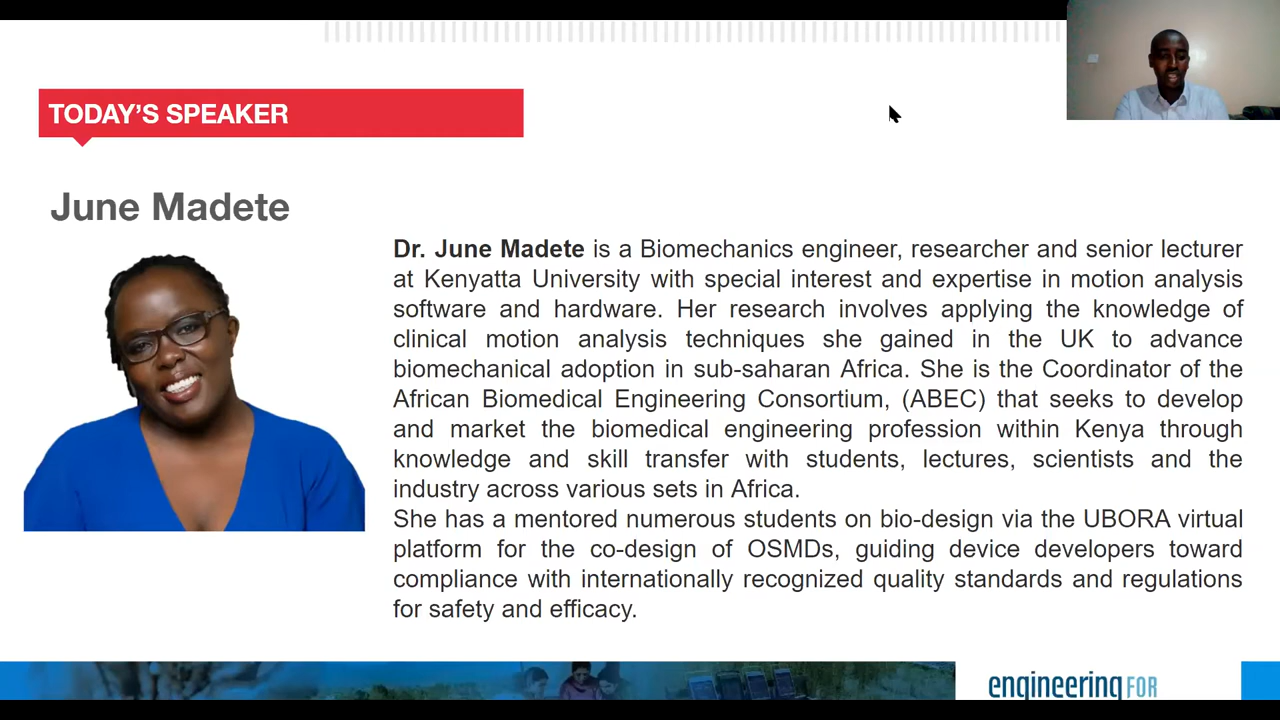 TODAY'S SPEAKER
June Madete
Dr. June Madete is a Biomechanics engineer, researcher and senior lecturer
at Kenyatta University with special interest and expertise in motion analysis
software and hardware. Her research involves applying the knowledge of
clinical motion analysis techniques she gained in the UK to advance
biomechanical adoption in sub-saharan Africa. She is the Coordinator of the
African Biomedical Engineering Consortium, (ABEC) that seeks to develop
and market the biomedical engineering profession within Kenya through
knowledge and skill transfer with students, lectures, scientists and the
industry across various sets in Africa.
She has a mentored numerous students on bio-design via the UBORA virtual
platform for the co-design of OSMDs, guiding device developers toward
compliance with internationally recognized quality standards and regulations
for safety and efficacy.
engineering FOR